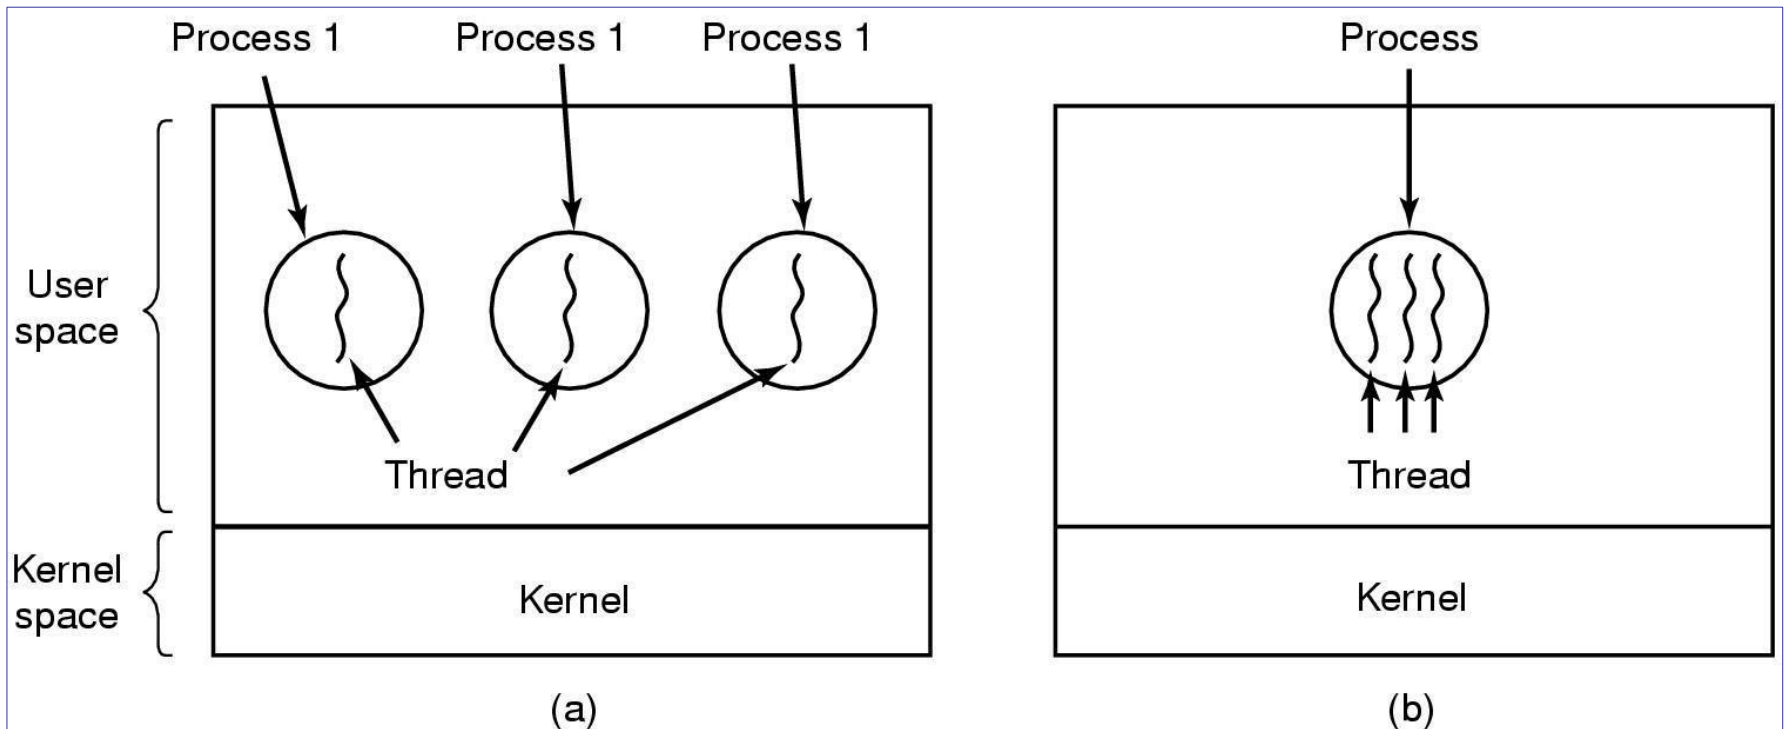 Process 1
Process 1
Process 1
Process
User
space
Thread
Thread
Kernel
space
Kernel
Kernel
(a)
(b)